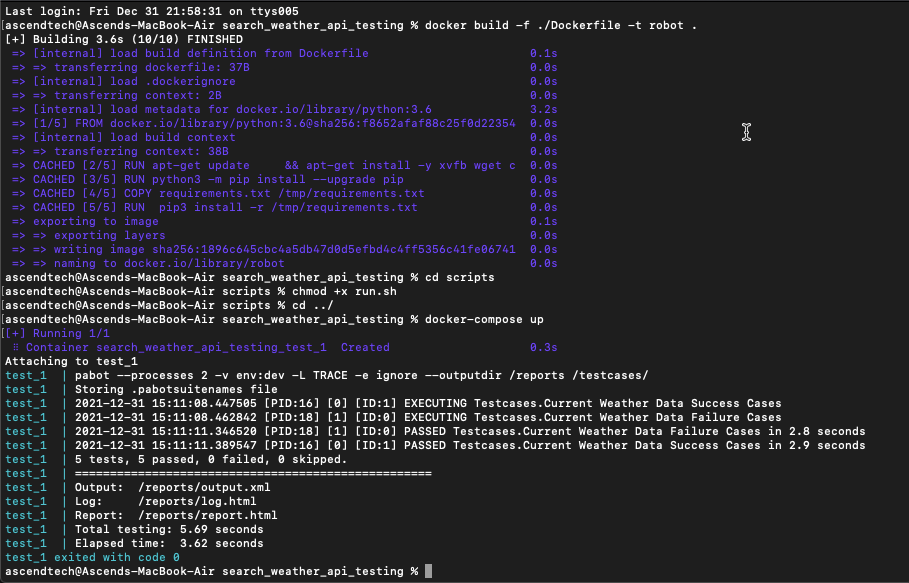 Last login: Fri Dec 31 21:58:31 on ttys005
[ascendtech@Ascends-MacBook-Air search_weather_api_testing % docker build -f ./Dockerfile -t robot .
[+] Building 3.6s (10/10) FINISHED
=> [internal] load build definition from Dockerfile 0.1s
=> => transferring dockerfile: 37B 0.0s
=> [internal] load .dockerignore 0.0s
=> => transferring context: 2B 0.0s
=> [internal] load metadata for docker.io/library/python:3.6 3.2s
=> [1/5] FROM docker.io/library/python:3.6@sha256:f8652afaf88c25f0d22354 0.0s
=> [internal] load build context 0.0s
=> => transferring context: 38B 0.0s
=> CACHED [2/5] RUN apt-get update     && apt-get install -y xvfb wget c 0.0s
=> CACHED [3/5] RUN python3 -m pip install --upgrade pip 0.0s
=> CACHED [4/5] COPY requirements.txt /tmp/requirements.txt 0.0s
=> CACHED [5/5] RUN  pip3 install -r /tmp/requirements.txt 0.0s
=> exporting to image 0.1s
=> => exporting layers 0.0s
=> => writing image sha256:1896c645cbc4a5db47d0d5efbd4c4ff5356c41fe06741 0.0s
=> => naming to docker.io/library/robot 0.0s
ascendtech@Ascends-MacBook-Air search_weather_api_testing % cd scripts
[ascendtech@Ascends-MacBook-Air scripts % chmod +x run.sh
[ascendtech@Ascends-MacBook-Air scripts % cd ../
ascendtech@Ascends-MacBook-Air search_weather_api_testing % docker-compose up
[[+] Running 1/1
⠿ Container search_weather_api_testing_test_1  Created 0.3s
Attaching to test_1
test_1  | pabot --processes 2 -v env:dev -L TRACE -e ignore --outputdir /reports /testcases/
test_1  | Storing .pabotsuitenames file
test_1  | 2021-12-31 15:11:08.447505 [PID:16] [0] [ID:1] EXECUTING Testcases.Current Weather Data Success Cases
test_1  | 2021-12-31 15:11:08.462842 [PID:18] [1] [ID:0] EXECUTING Testcases.Current Weather Data Failure Cases
test_1  | 2021-12-31 15:11:11.346520 [PID:18] [1] [ID:0] PASSED Testcases.Current Weather Data Failure Cases in 2.8 seconds
test_1  | 2021-12-31 15:11:11.389547 [PID:16] [0] [ID:1] PASSED Testcases.Current Weather Data Success Cases in 2.9 seconds
test_1  | 5 tests, 5 passed, 0 failed, 0 skipped.
test_1  | ===================================================
test_1  | Output:  /reports/output.xml
test_1  | Log:     /reports/log.html
test_1  | Report:  /reports/report.html
test_1  | Total testing: 5.69 seconds
test_1  | Elapsed time:  3.62 seconds
test_1 exited with code 0
ascendtech@Ascends-MacBook-Air search_weather_api_testing %